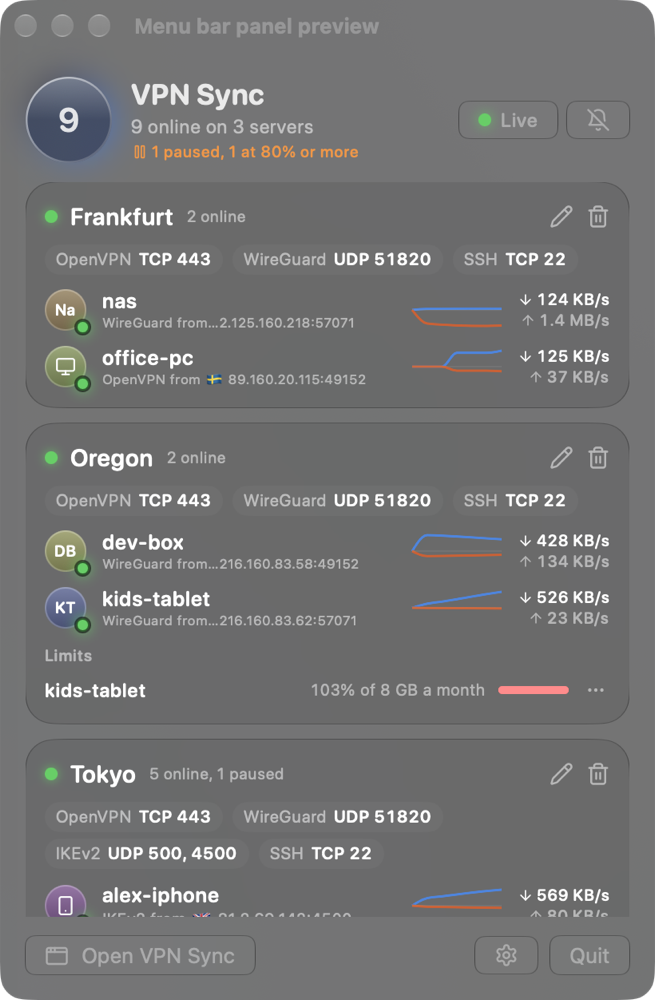 Menu bar panel preview
9
VPN Sync
9 online on 3 servers
1 paused, 1 at 80% or more
Live
Frankfurt 2 online
OpenVPN TCP 443 WireGuard UDP 51820 SSH TCP 22
Na nas ↓ 124 KB/s
WireGuard from...2.125.160.218:57071 ↑ 1.4 MB/s
office-pc ↓ 125 KB/s
OpenVPN from 🇸🇪 89.160.20.115:49152 ↑ 37 KB/s
Oregon 2 online
OpenVPN TCP 443 WireGuard UDP 51820 SSH TCP 22
DB dev-box ↓ 428 KB/s
WireGuard from...216.160.83.58:49152 ↑ 134 KB/s
KT kids-tablet ↓ 526 KB/s
WireGuard from...216.160.83.62:57071 ↑ 23 KB/s
Limits
kids-tablet 103% of 8 GB a month ...
Tokyo 5 online, 1 paused
OpenVPN TCP 443 WireGuard UDP 51820
IKEv2 UDP 500, 4500 SSH TCP 22
alex-iphone ↓ 569 KB/s
↑ 80 KB/s
Open VPN Sync Quit